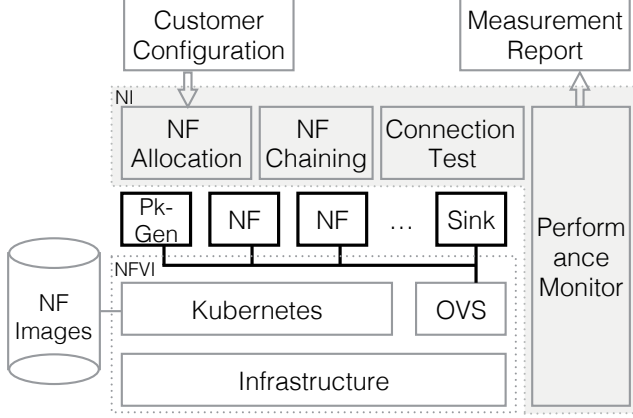 Customer
Configuration
Measurement
Report
NI
NF
Allocation
NF
Chaining
Connection
Test
Perform
ance
Monitor
Pk-
Gen
NF
NF
...
Sink
NFVI
NF
Images
Kubernetes
OVS
Infrastructure